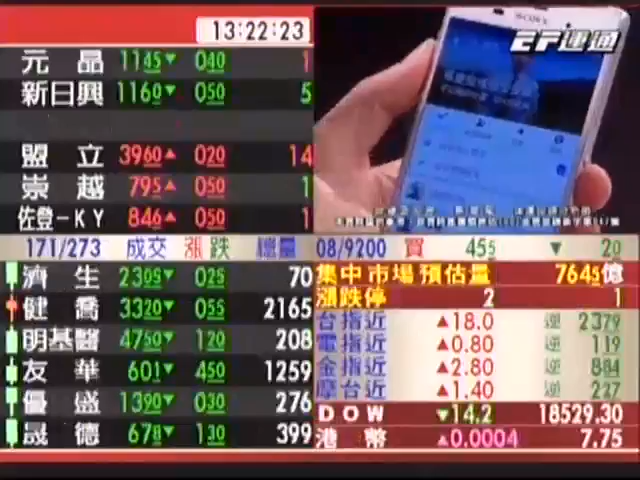 13:22:23
SONY
EF運通
元晶 1145▼ 040 1
新日興 1160▼ 050 5
盟立 3960▲ 020 14
崇越 795▲ 050 1
佐登-KY 846▲ 050 1
171/273 成交 漲跌 總量
濟生 2305▼ 025 70
健喬 3320▼ 055 2165
明基醫 4750▼ 120 208
友華 601▼ 450 1259
優盛 1390▼ 030 276
晟德 678▼ 130 399
08/9200 買 455 ▼ 20
集中市場預估量 7645億
漲跌停 2 1
台指近 ▲18.0 逆 2379
電指近 ▲0.80 逆 119
金指近 ▲2.80 逆 884
摩台近 ▲1.40 逆 227
DOW ▼14.2 18529.30
港幣 ▲0.0004 7.75